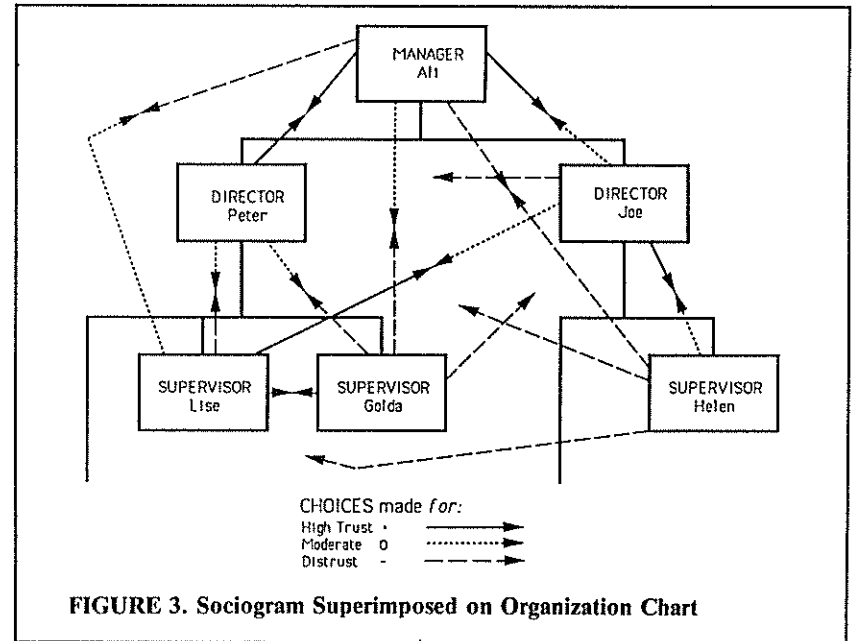 MANAGER
Ali
DIRECTOR
Peter
DIRECTOR
Joe
SUPERVISOR
Lise
SUPERVISOR
Golda
SUPERVISOR
Helen
CHOICES made for:
High Trust ·
Moderate o
Distrust -
FIGURE 3. Sociogram Superimposed on Organization Chart